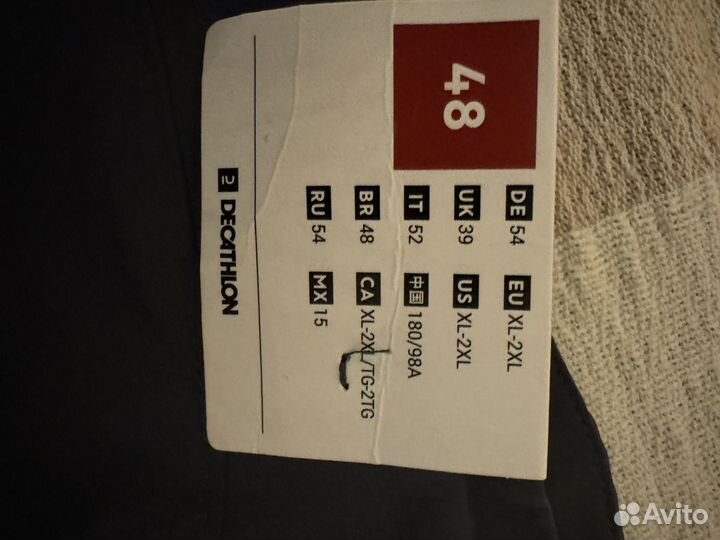 48
DE 54 EU XL-2XL
UK 39 US XL-2XL
IT 52 中国 180/98A
BR 48 CA XL-2XL/TG-2TG
RU 54 MX 15
DECATHLON
Avito